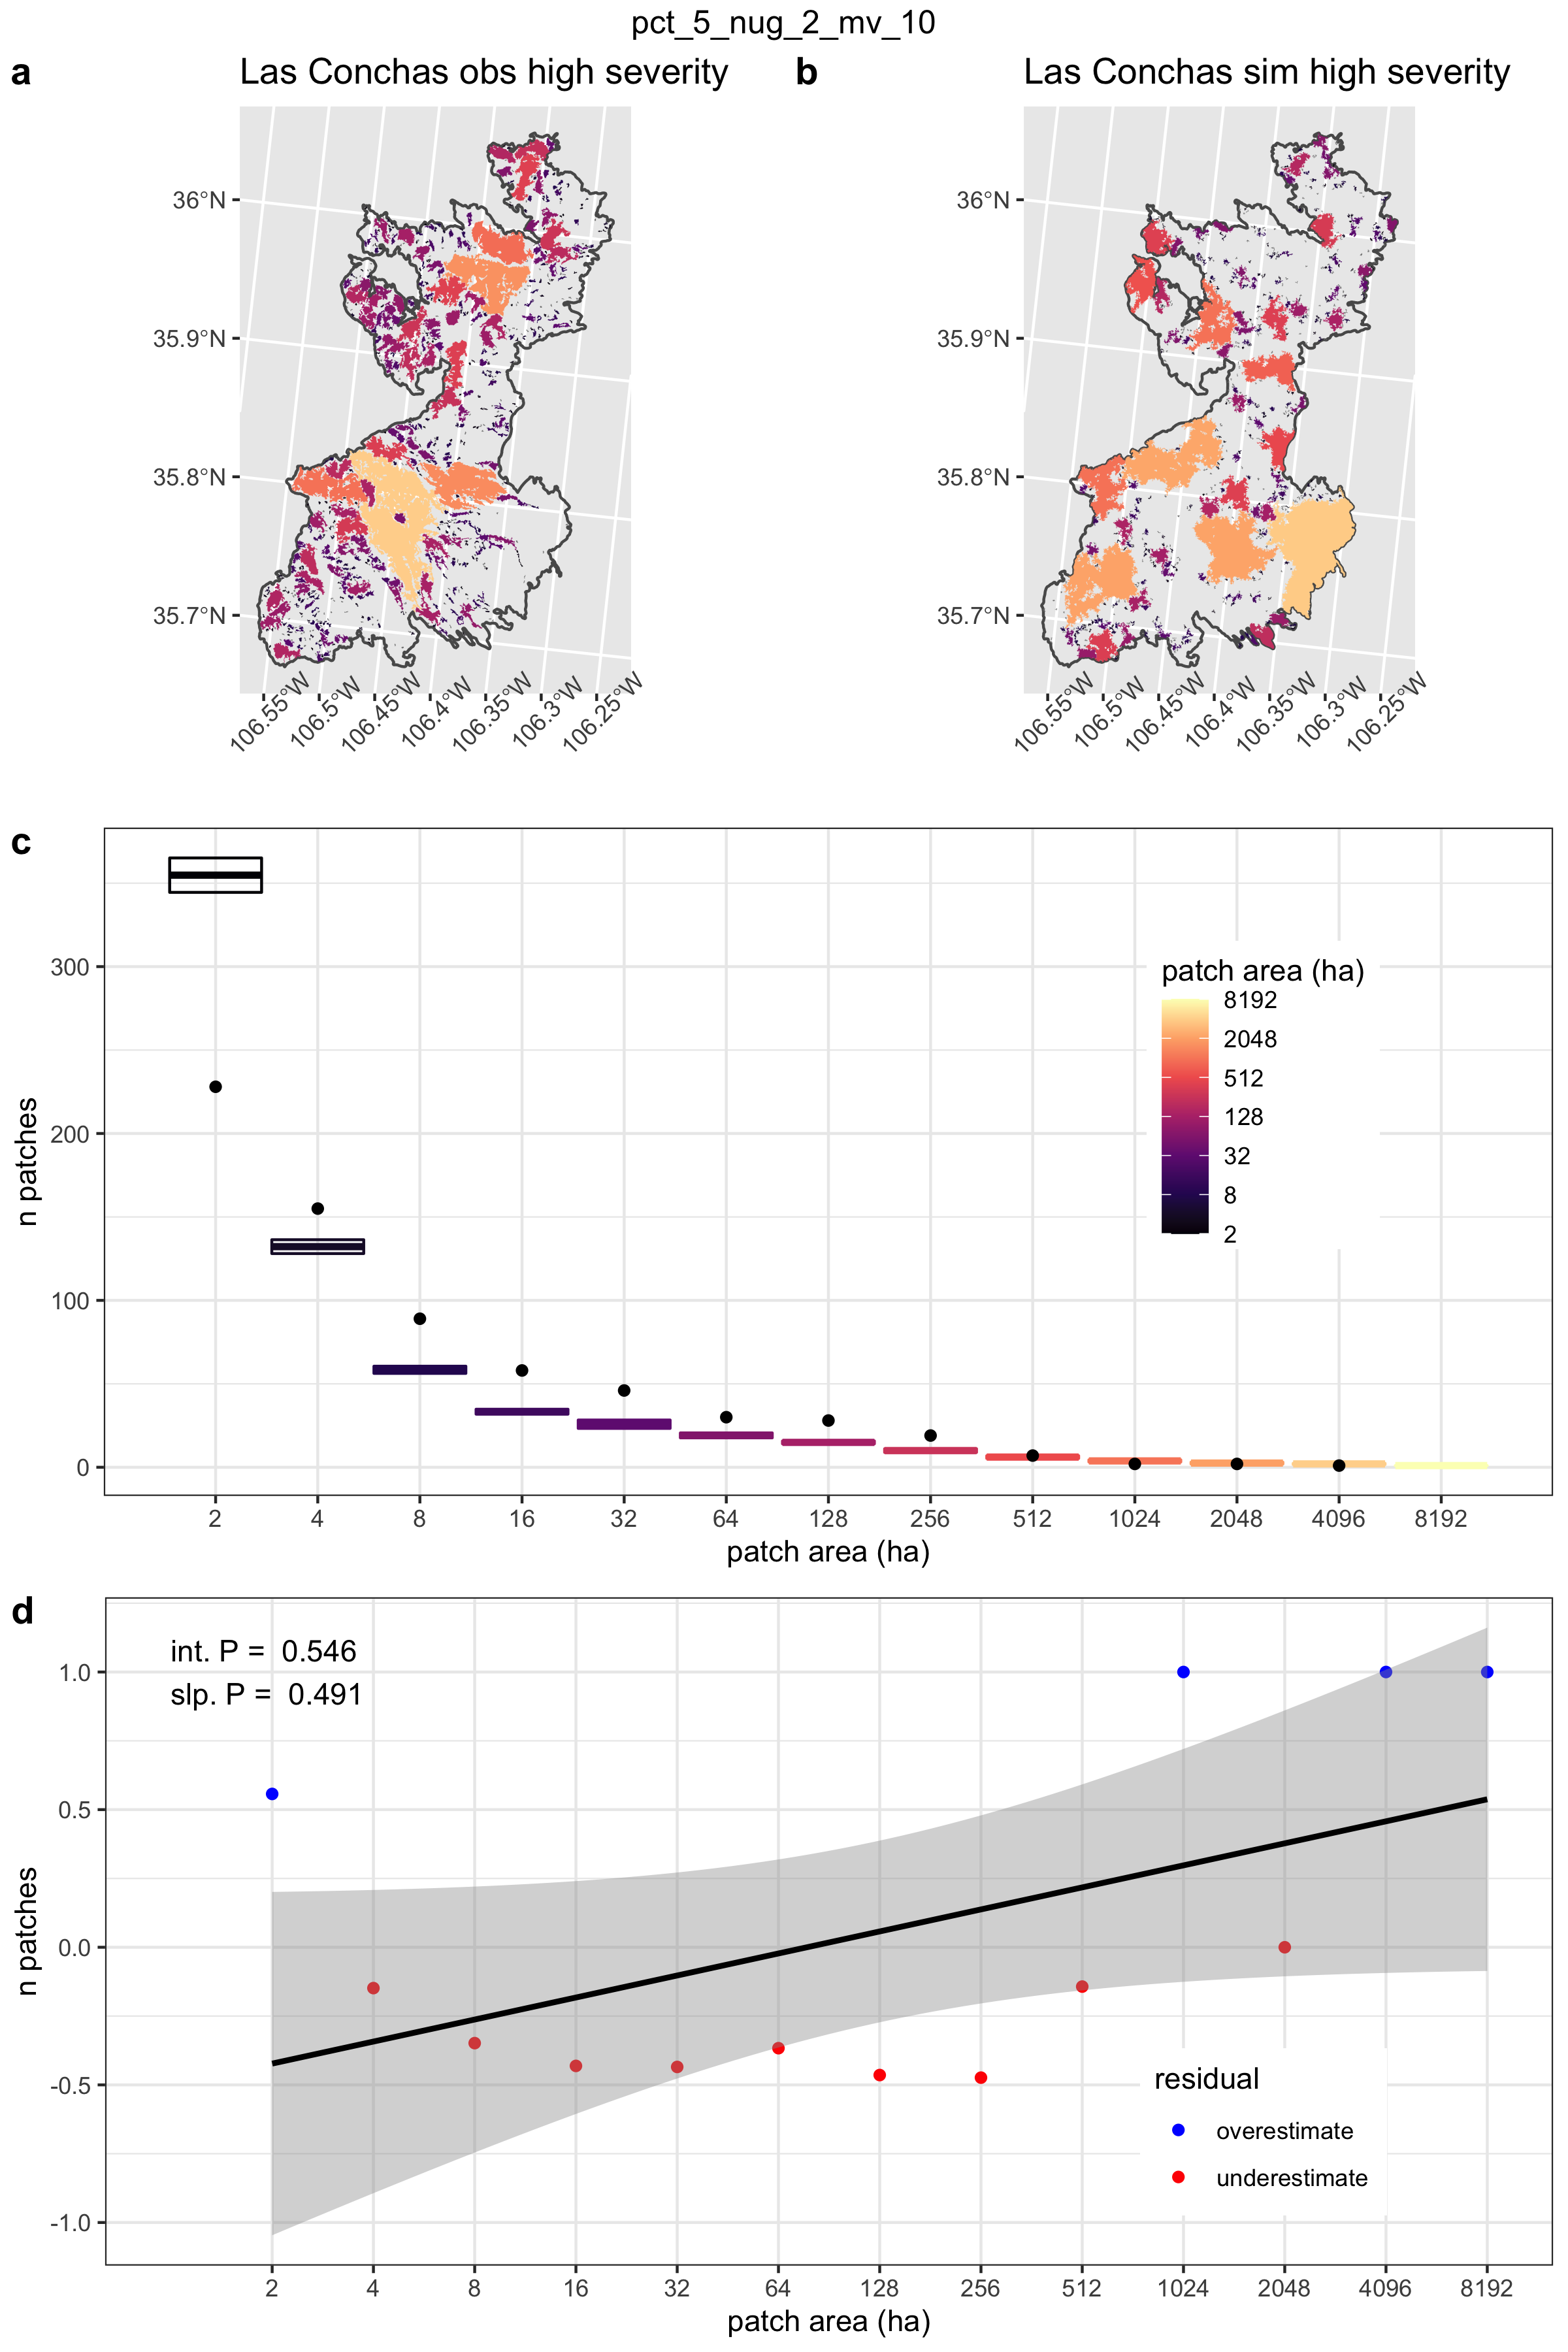 pct_5_nug_2_mv_10
a
Las Conchas obs high severity
b
Las Conchas sim high severity
36°N
35.9°N
35.8°N
35.7°N
106.55°W
106.5°W
106.45°W
106.4°W
106.35°W
106.3°W
106.25°W
36°N
35.9°N
35.8°N
35.7°N
106.55°W
106.5°W
106.45°W
106.4°W
106.35°W
106.3°W
106.25°W
c
n patches
300
200
100
0
patch area (ha)
8192
2048
512
128
32
8
2
2 4 8 16 32 64 128 256 512 1024 2048 4096 8192
patch area (ha)
d
n patches
1.0
0.5
0.0
-0.5
-1.0
int. P = 0.546
slp. P = 0.491
residual
overestimate
underestimate
2 4 8 16 32 64 128 256 512 1024 2048 4096 8192
patch area (ha)